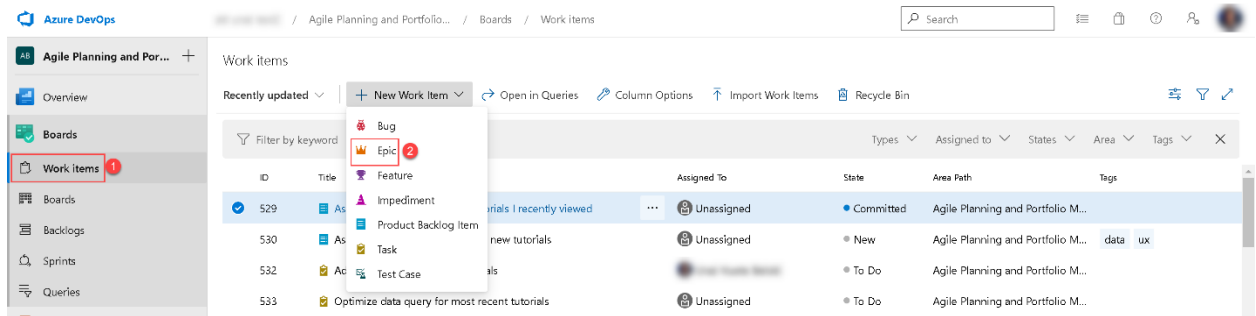 Azure DevOps / Agile Planning and Portfolio... / Boards / Work items Search
AB Agile Planning and Por...
Work items
Overview
Recently updated New Work Item Open in Queries Column Options Import Work Items Recycle Bin
Bug
Boards
Filter by keyword Types Assigned to States Area Tags
Epic 2
Work items 1
Feature
ID Title Assigned To State Area Path Tags
Boards
Impediment
529 As rials I recently viewed ... Unassigned Committed Agile Planning and Portfolio M...
Product Backlog Item
Backlogs
530 As new tutorials Unassigned New Agile Planning and Portfolio M... data ux
Task
Sprints
532 Ad als To Do Agile Planning and Portfolio M...
Test Case
Queries
533 Optimize data query for most recent tutorials Unassigned To Do Agile Planning and Portfolio M...